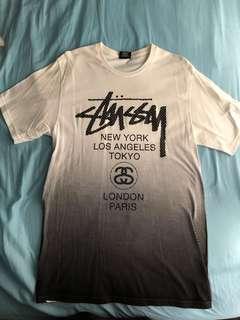 Stüssy
NEW YORK
LOS ANGELES
TOKYO
LONDON
PARIS